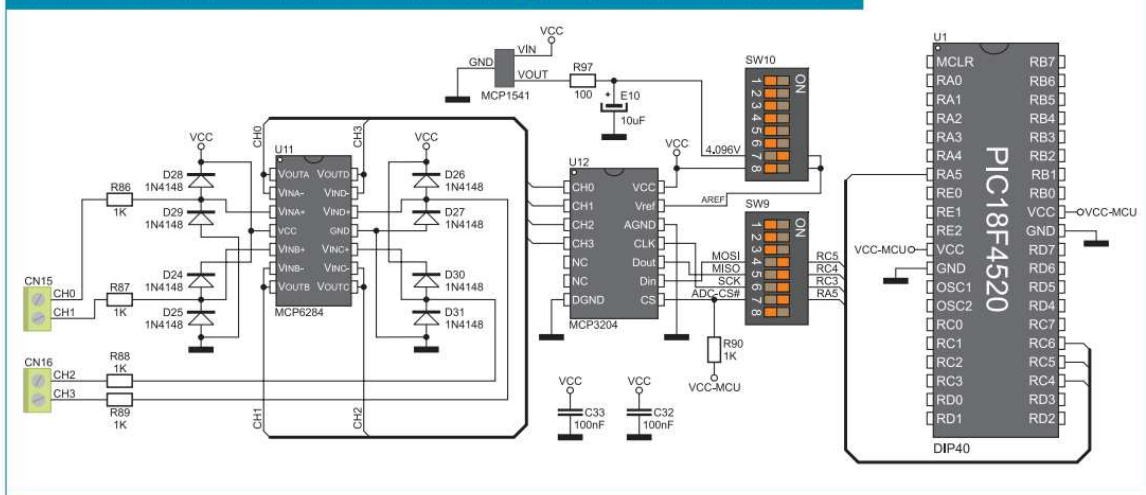 VCC
VIN
GND
VOUT
MCP1541
R97
100
E10
+
10uF
SW10
ON
1
2
3
4
5
6
7
8
4.096V
VCC
AREF
SW9
ON
1
2
3
4
5
6
7
8
MOSI
MISO
SCK
ADC-CS#
RC5
RC4
RC3
RA5
R90
1K
VCC-MCU
U12
CH0
CH1
CH2
CH3
NC
NC
DGND
VCC
Vref
AGND
CLK
Dout
Din
CS
MCP3204
VCC
C33
100nF
VCC
C32
100nF
CH0
CH3
CH1
CH2
U11
VOUTA
VINA-
VINA+
VCC
VINB+
VINB-
VOUTB
VOUTD
VIND-
VIND+
GND
VINC+
VINC-
VOUTC
MCP6284
VCC
D28
1N4148
D29
1N4148
D24
1N4148
D25
1N4148
VCC
D26
1N4148
D27
1N4148
D30
1N4148
D31
1N4148
R86
1K
R87
1K
CN15
CH0
CH1
CN16
CH2
CH3
R88
1K
R89
1K
U1
MCLR
RA0
RA1
RA2
RA3
RA4
RA5
RE0
RE1
RE2
VCC
GND
OSC1
OSC2
RC0
RC1
RC2
RC3
RD0
RD1
PIC18F4520
RB7
RB6
RB5
RB4
RB3
RB2
RB1
RB0
VCC
GND
RD7
RD6
RD5
RD4
RC7
RC6
RC5
RC4
RD3
RD2
VCC-MCU
VCC-MCU
DIP40